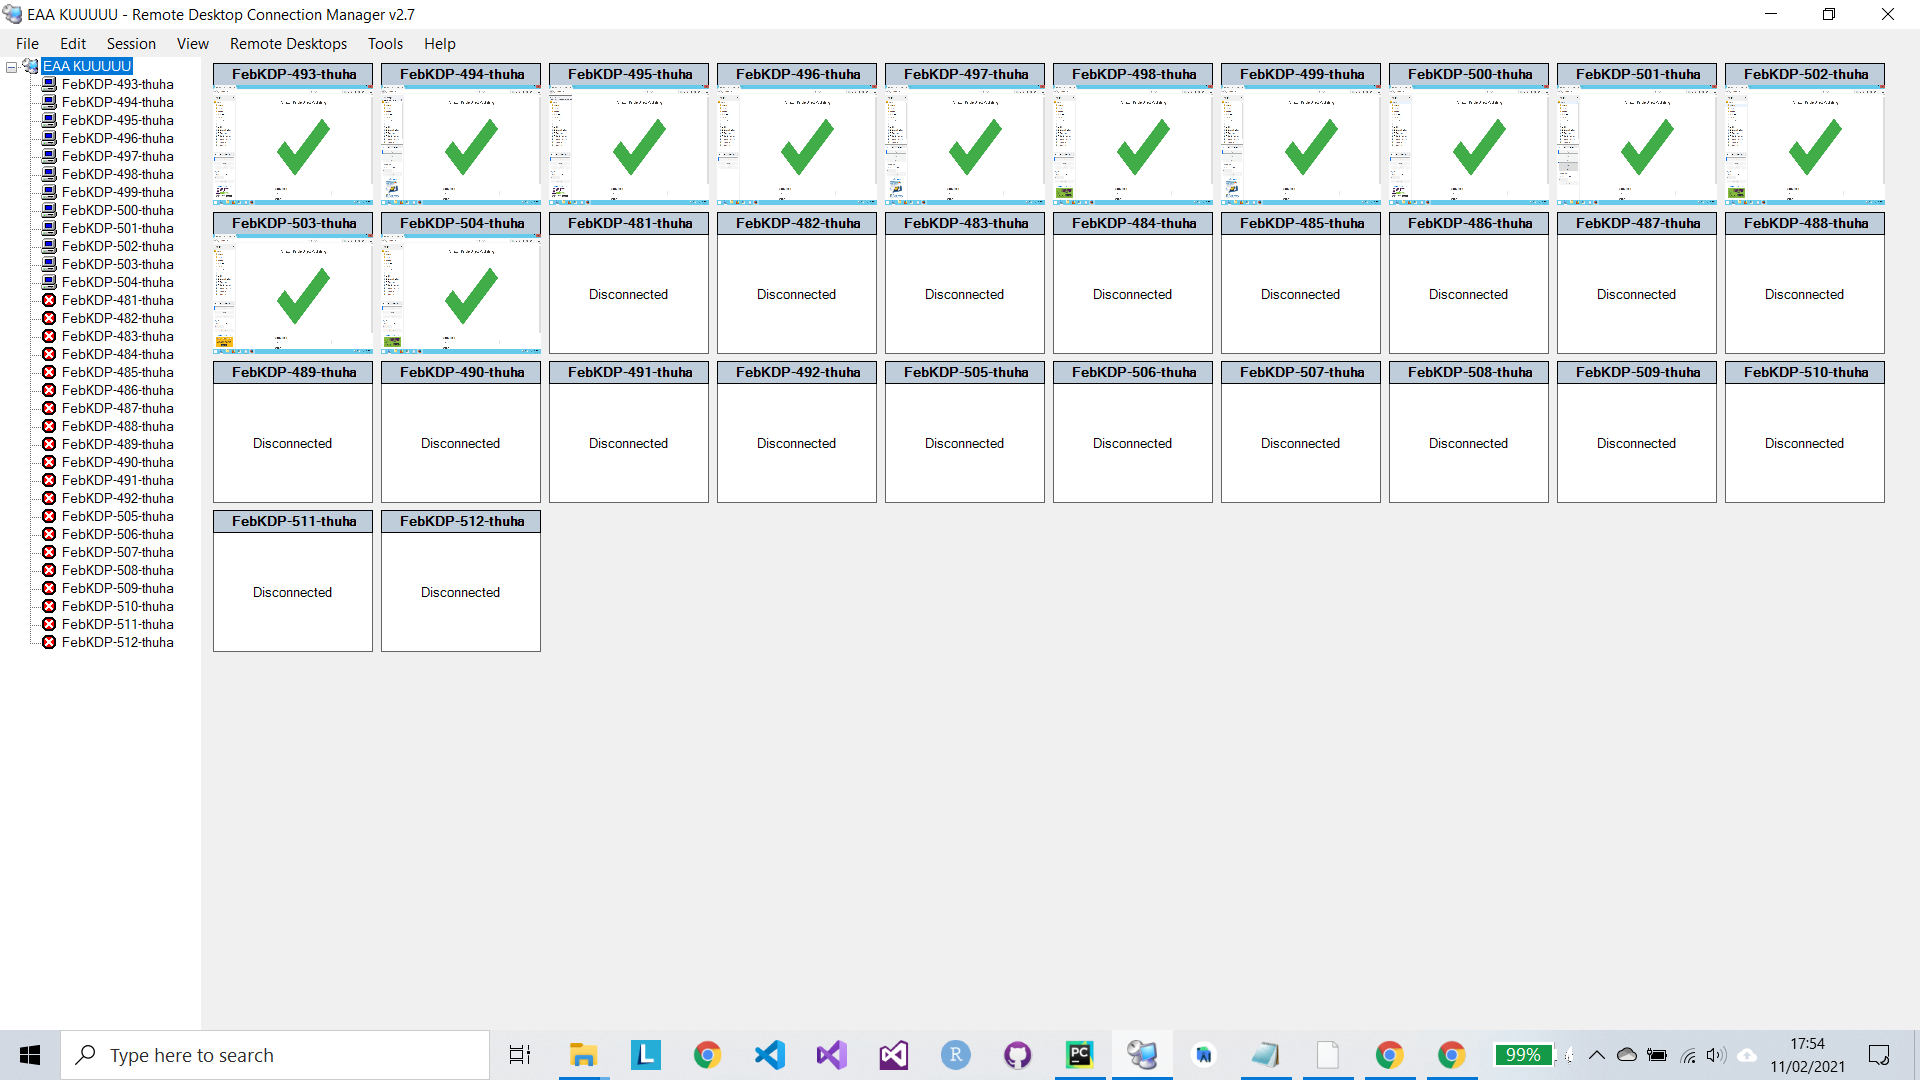 EAA KUUUUU - Remote Desktop Connection Manager v2.7
File Edit Session View Remote Desktops Tools Help
EAA KUUUUU
FebKDP-493-thuha
FebKDP-494-thuha
FebKDP-495-thuha
FebKDP-496-thuha
FebKDP-497-thuha
FebKDP-498-thuha
FebKDP-499-thuha
FebKDP-500-thuha
FebKDP-501-thuha
FebKDP-502-thuha
FebKDP-503-thuha
FebKDP-504-thuha
FebKDP-481-thuha
FebKDP-482-thuha
FebKDP-483-thuha
FebKDP-484-thuha
FebKDP-485-thuha
FebKDP-486-thuha
FebKDP-487-thuha
FebKDP-488-thuha
FebKDP-489-thuha
FebKDP-490-thuha
FebKDP-491-thuha
FebKDP-492-thuha
FebKDP-505-thuha
FebKDP-506-thuha
FebKDP-507-thuha
FebKDP-508-thuha
FebKDP-509-thuha
FebKDP-510-thuha
FebKDP-511-thuha
FebKDP-512-thuha
FebKDP-493-thuha FebKDP-494-thuha FebKDP-495-thuha FebKDP-496-thuha FebKDP-497-thuha FebKDP-498-thuha FebKDP-499-thuha FebKDP-500-thuha FebKDP-501-thuha FebKDP-502-thuha
FebKDP-503-thuha FebKDP-504-thuha FebKDP-481-thuha FebKDP-482-thuha FebKDP-483-thuha FebKDP-484-thuha FebKDP-485-thuha FebKDP-486-thuha FebKDP-487-thuha FebKDP-488-thuha
Disconnected Disconnected Disconnected Disconnected Disconnected Disconnected Disconnected Disconnected
FebKDP-489-thuha FebKDP-490-thuha FebKDP-491-thuha FebKDP-492-thuha FebKDP-505-thuha FebKDP-506-thuha FebKDP-507-thuha FebKDP-508-thuha FebKDP-509-thuha FebKDP-510-thuha
Disconnected Disconnected Disconnected Disconnected Disconnected Disconnected Disconnected Disconnected Disconnected Disconnected
FebKDP-511-thuha FebKDP-512-thuha
Disconnected Disconnected
Type here to search
L
R
PC
99%
17:54
11/02/2021